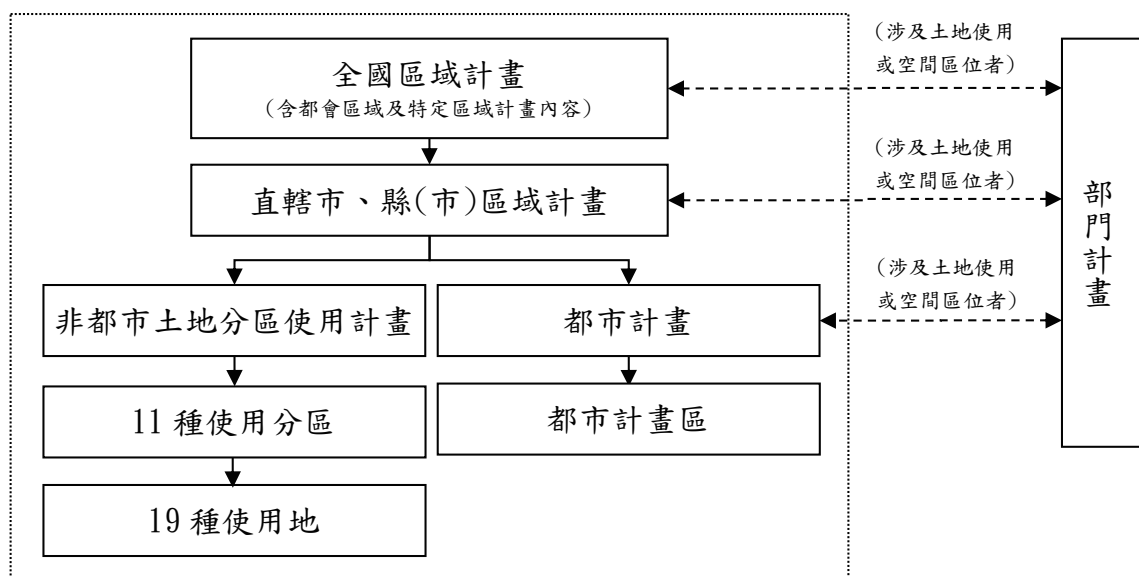 全國區域計畫
(含都會區域及特定區域計畫內容)
直轄市、縣(市)區域計畫
非都市土地分區使用計畫
都市計畫
11 種使用分區
都市計畫區
19 種使用地
(涉及土地使用
或空間區位者)
(涉及土地使用
或空間區位者)
(涉及土地使用
或空間區位者)
部門計畫